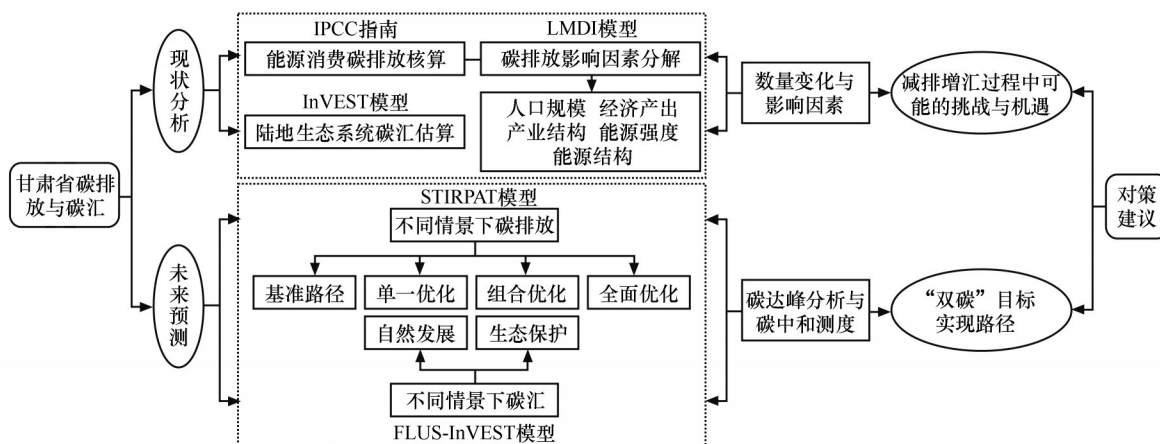 甘肃省碳排
放与碳汇
现状分析
IPCC指南
能源消费碳排放核算
InVEST模型
陆地生态系统碳汇估算
LMDI模型
碳排放影响因素分解
人口规模 经济产出
产业结构 能源强度
能源结构
数量变化与
影响因素
减排增汇过程中可
能的挑战与机遇
未来预测
STIRPAT模型
不同情景下碳排放
基准路径
单一优化
组合优化
全面优化
自然发展
生态保护
不同情景下碳汇
FLUS-InVEST模型
碳达峰分析与
碳中和测度
“双碳”目标
实现路径
对策
建议